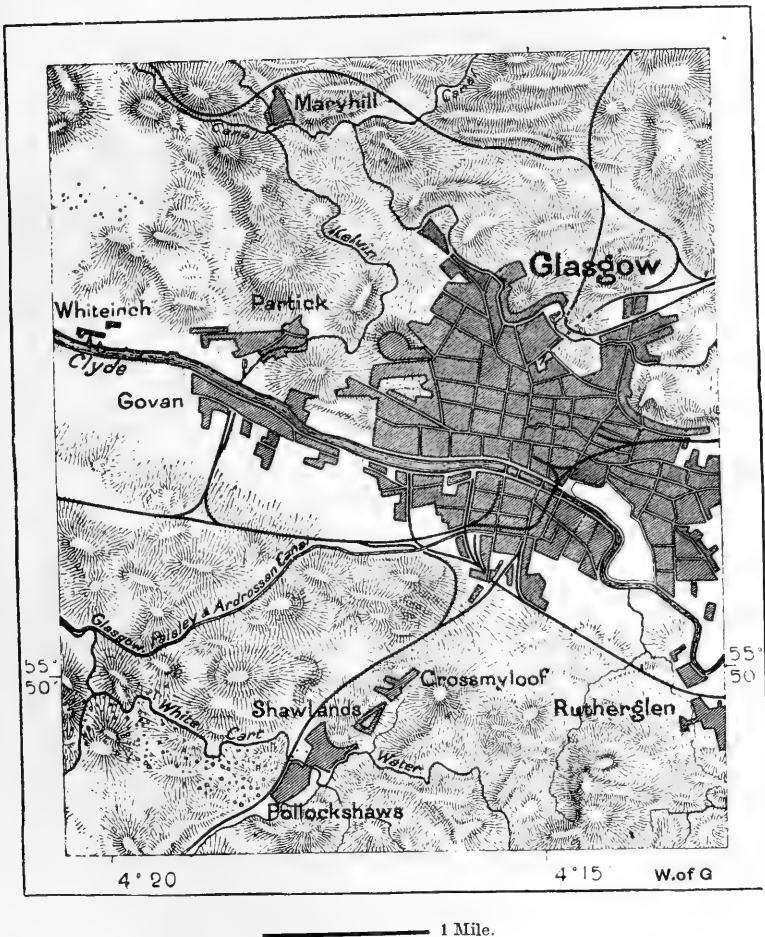 Maryhill
Canal
Canal
Kelvin
Glasgow
Whiteinch
Partick
Clyde
Govan
Glasgow, Paisley & Ardrossan Canal
55°
50
55°
50
Crossmyloof
Shawlands
Rutherglen
White Cart Water
Pollockshaws
4° 20
4° 15
W. of G
1 Mile.